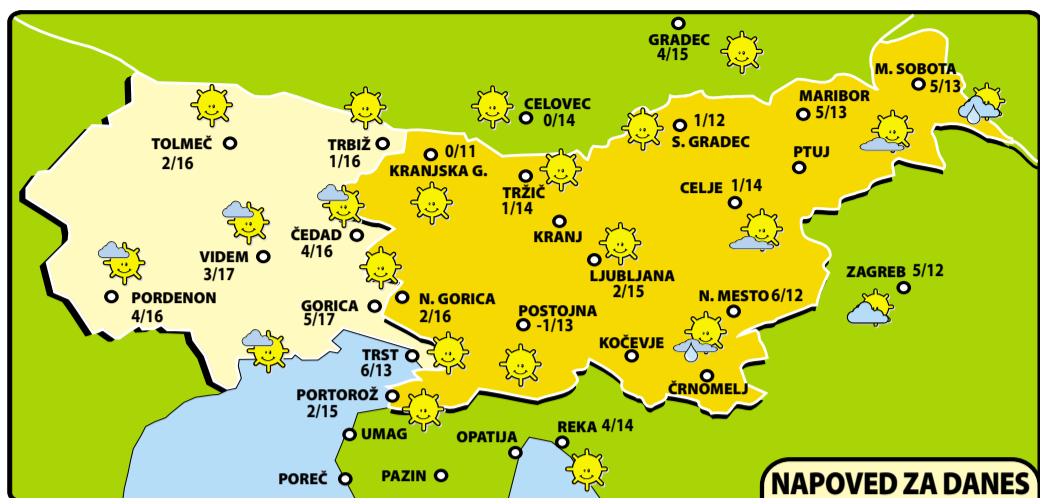 GRADEC
4/15
M. SOBOTA
5/13
MARIBOR
5/13
CELOVEC
0/14
1/12
S. GRADEC
TOLMEČ
2/16
TRBIŽ
1/16
0/11
KRANJSKA G.
PTUJ
TRŽIČ
1/14
CELJE 1/14
KRANJ
ČEDAD
4/16
VIDEM
3/17
LJUBLJANA
2/15
ZAGREB 5/12
PORDENON
4/16
GORICA
5/17
N. GORICA
2/16
POSTOJNA
-1/13
N. MESTO 6/12
KOČEVJE
TRST
6/13
ČRNOMELJ
PORTOROŽ
2/15
UMAG
OPATIJA
REKA 4/14
POREČ
PAZIN
NAPOVED ZA DANES